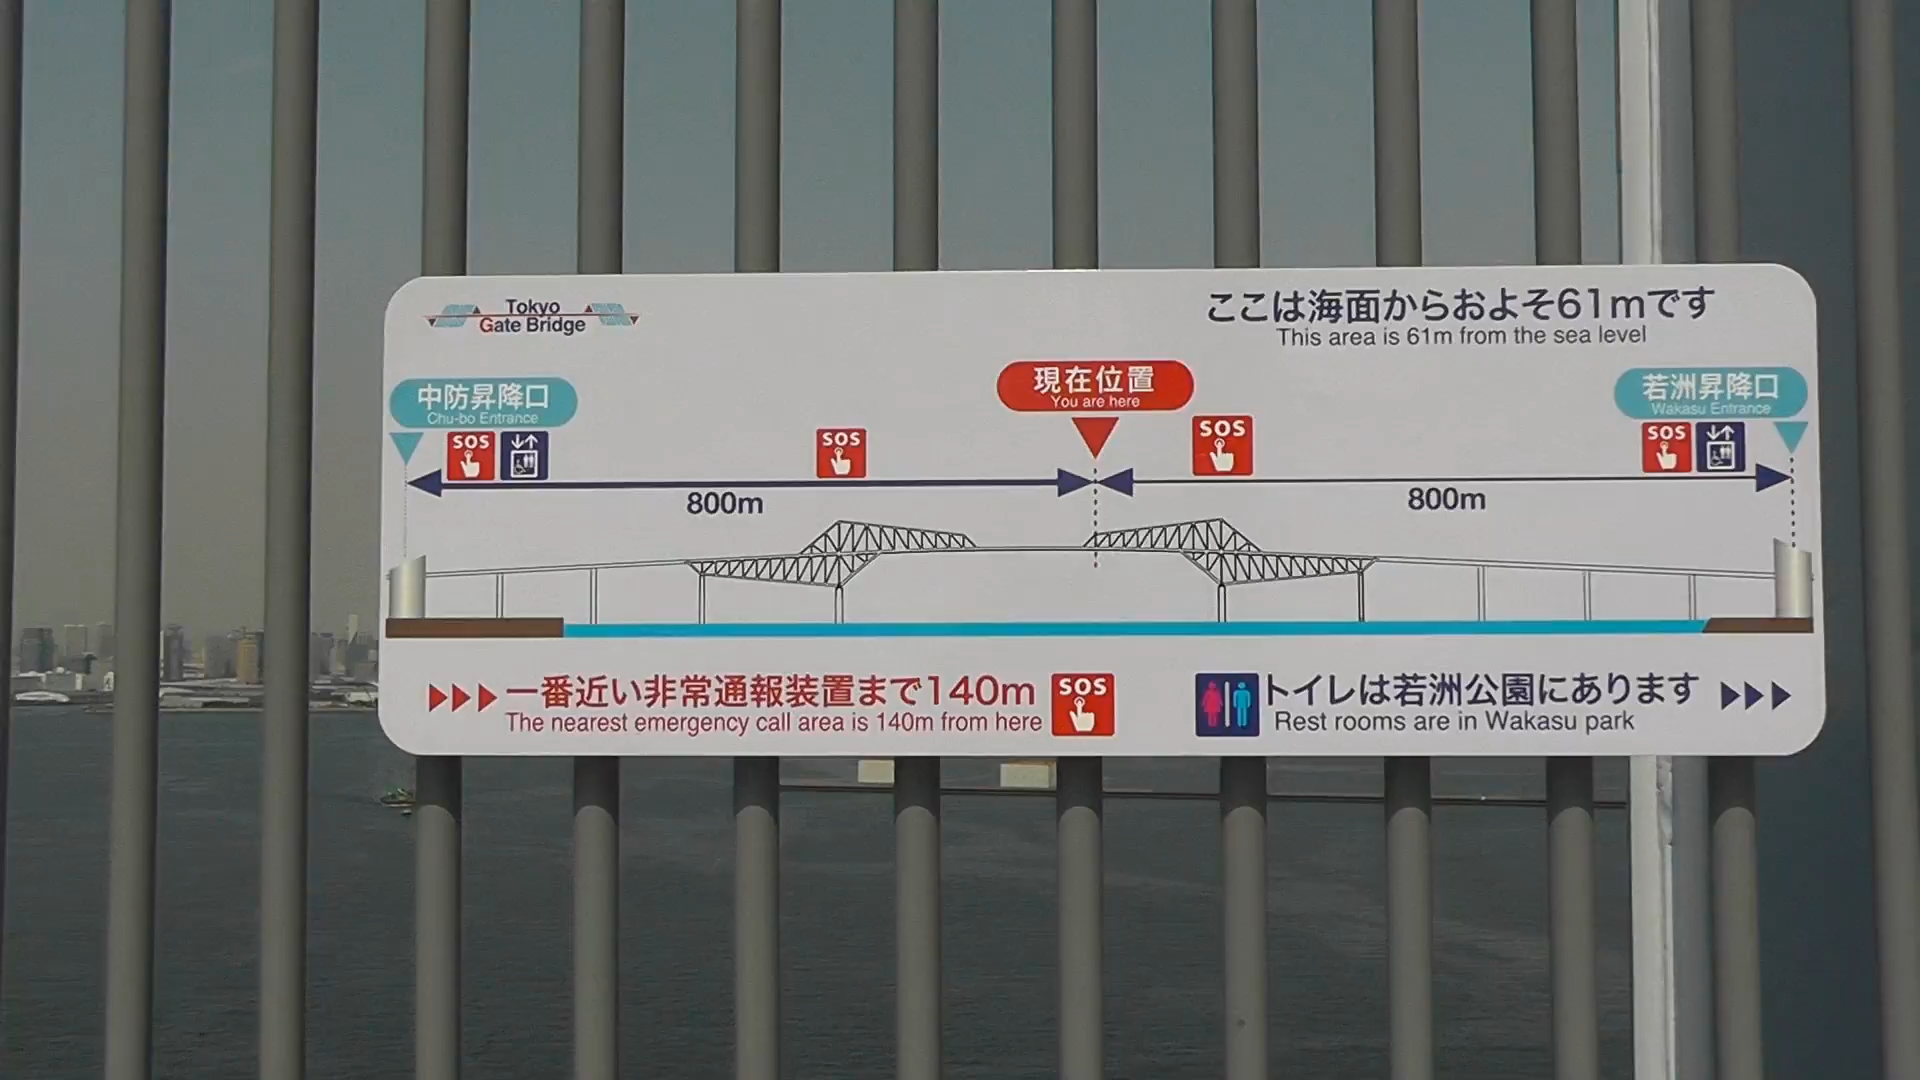 Tokyo
Gate Bridge
ここは海面からおよそ61mです
This area is 61m from the sea level
中防昇降口
Chu-bo Entrance
現在位置
You are here
若洲昇降口
Wakasu Entrance
SOS
SOS
SOS
SOS
800m
800m
一番近い非常通報装置まで140m
The nearest emergency call area is 140m from here
SOS
トイレは若洲公園にあります
Rest rooms are in Wakasu park